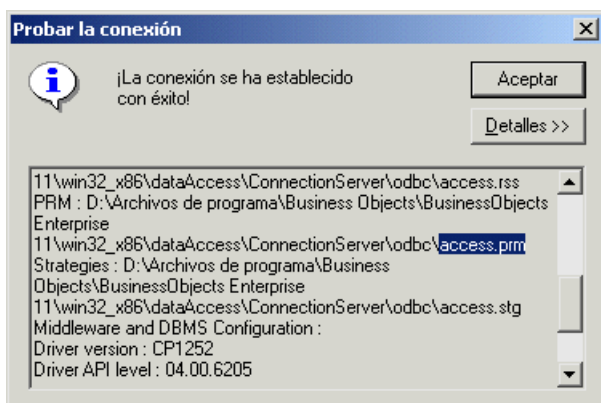 Probar la conexión
¡La conexión se ha establecido
con éxito!
Aceptar
Detalles >>
11\win32_x86\dataAccess\ConnectionServer\odbc\access.rss
PRM : D:\Archivos de programa\Business Objects\BusinessObjects
Enterprise
11\win32_x86\dataAccess\ConnectionServer\odbc\access.prm
Strategies : D:\Archivos de programa\Business
Objects\BusinessObjects Enterprise
11\win32_x86\dataAccess\ConnectionServer\odbc\access.stg
Middleware and DBMS Configuration :
Driver version : CP1252
Driver API level : 04.00.6205